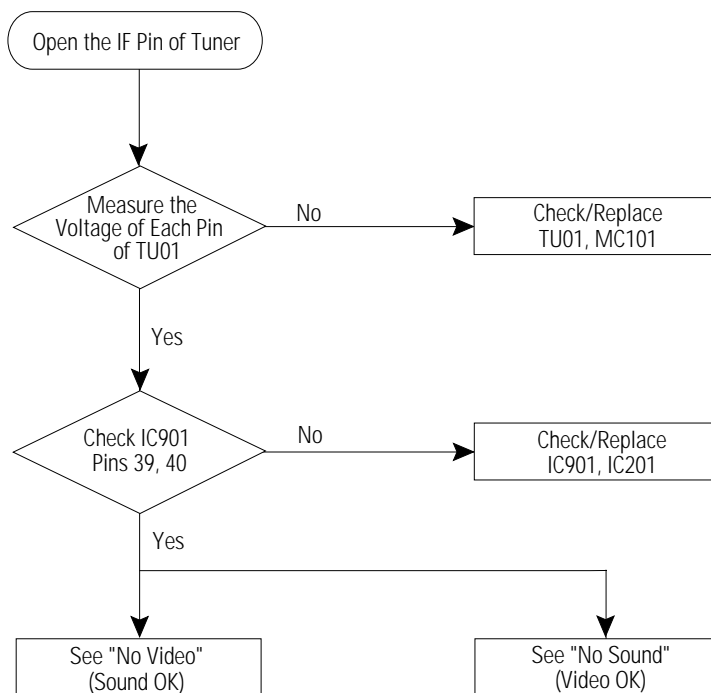 Open the IF Pin of Tuner
Measure the
Voltage of Each Pin
of TU01
No
Check/Replace
TU01, MC101
Yes
Check IC901
Pins 39, 40
No
Check/Replace
IC901, IC201
Yes
See "No Video"
(Sound OK)
See "No Sound"
(Video OK)